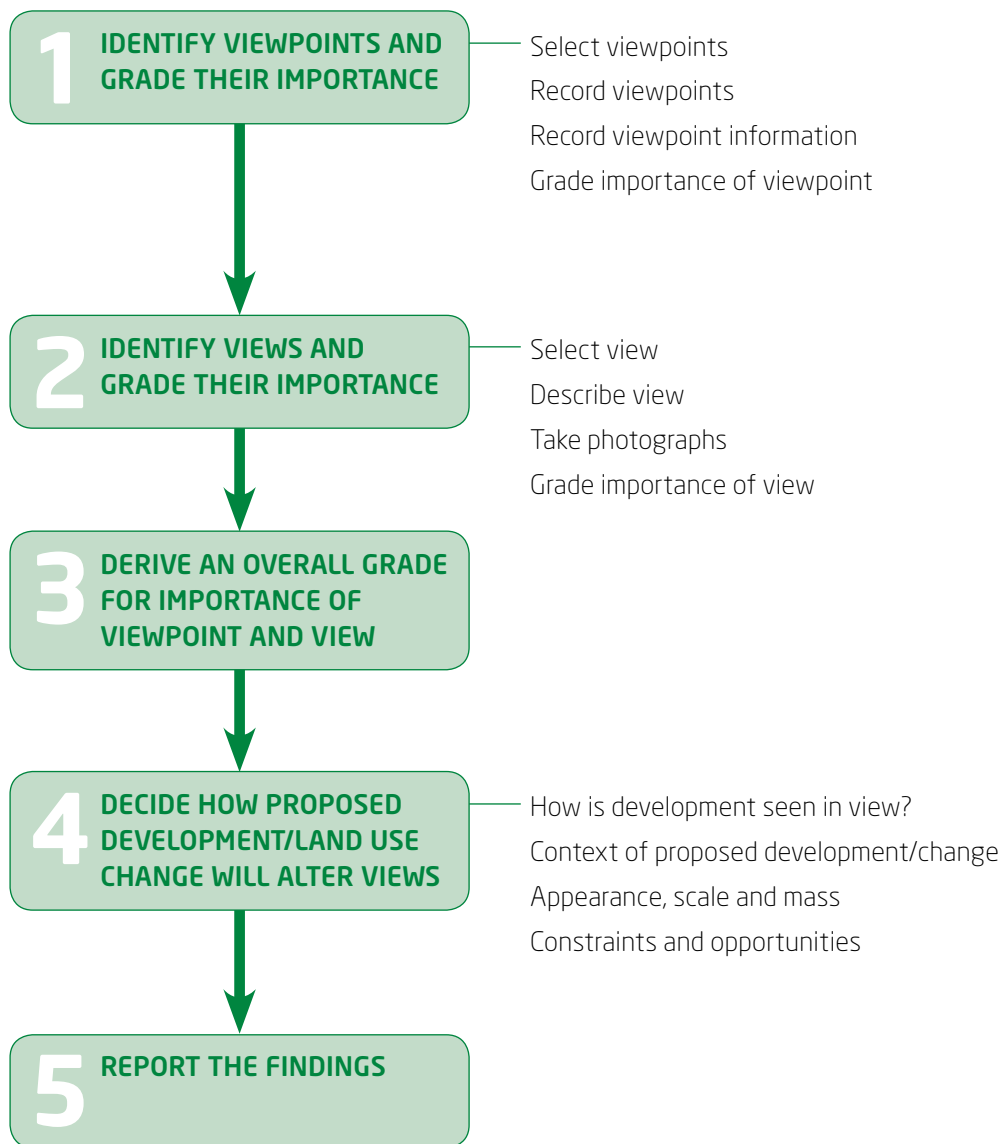 1
IDENTIFY VIEWPOINTS AND
GRADE THEIR IMPORTANCE
Select viewpoints
Record viewpoints
Record viewpoint information
Grade importance of viewpoint
2
IDENTIFY VIEWS AND
GRADE THEIR IMPORTANCE
Select view
Describe view
Take photographs
Grade importance of view
3
DERIVE AN OVERALL GRADE
FOR IMPORTANCE OF
VIEWPOINT AND VIEW
4
DECIDE HOW PROPOSED
DEVELOPMENT/LAND USE
CHANGE WILL ALTER VIEWS
How is development seen in view?
Context of proposed development/change
Appearance, scale and mass
Constraints and opportunities
5
REPORT THE FINDINGS